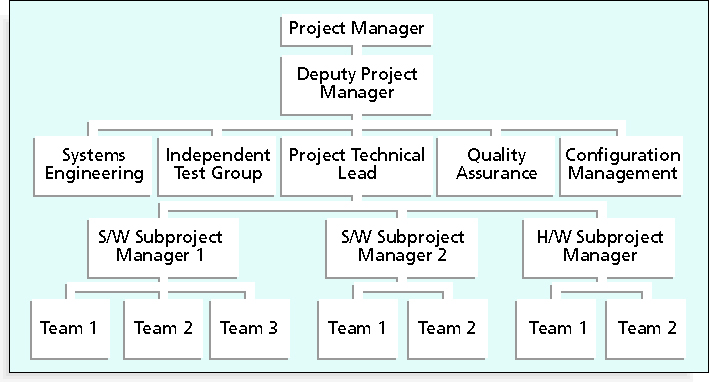 Project Manager
Deputy Project
Manager
Systems
Engineering
Independent
Test Group
Project Technical
Lead
Quality
Assurance
Configuration
Management
S/W Subproject
Manager 1
S/W Subproject
Manager 2
H/W Subproject
Manager
Team 1
Team 2
Team 3
Team 1
Team 2
Team 1
Team 2